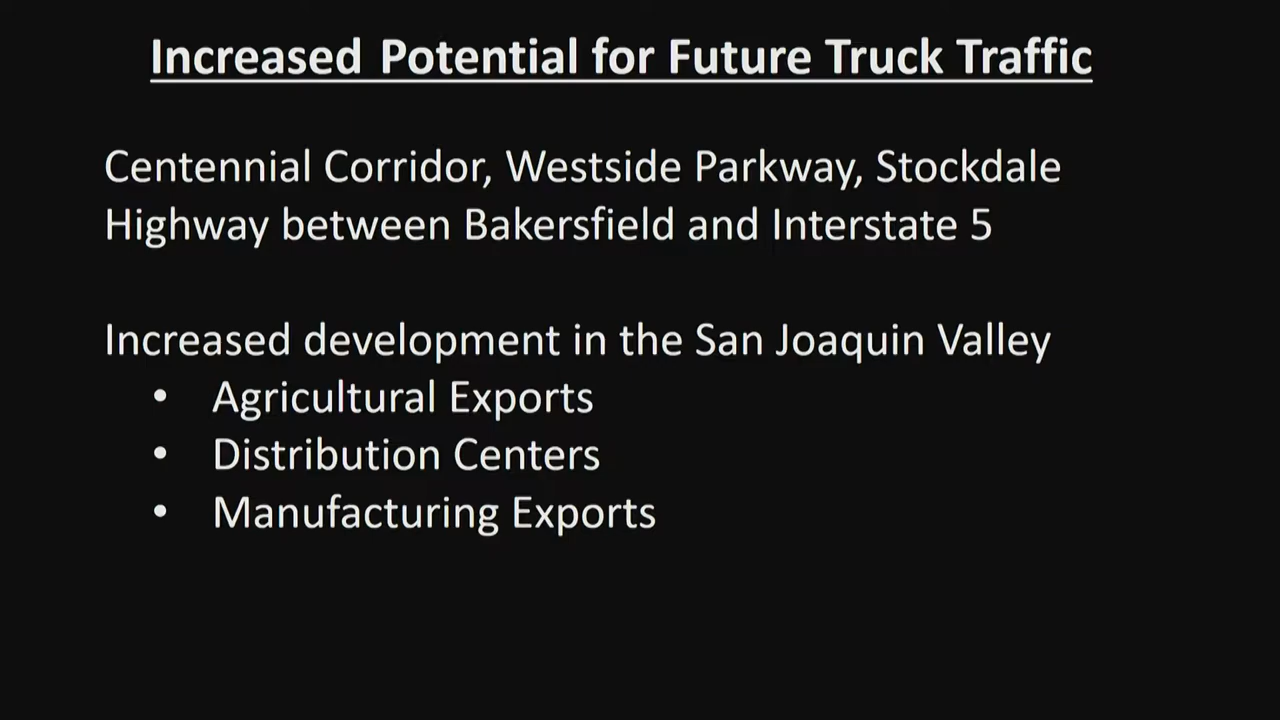 Increased Potential for Future Truck Traffic
Centennial Corridor, Westside Parkway, Stockdale
Highway between Bakersfield and Interstate 5
Increased development in the San Joaquin Valley
• Agricultural Exports
• Distribution Centers
• Manufacturing Exports